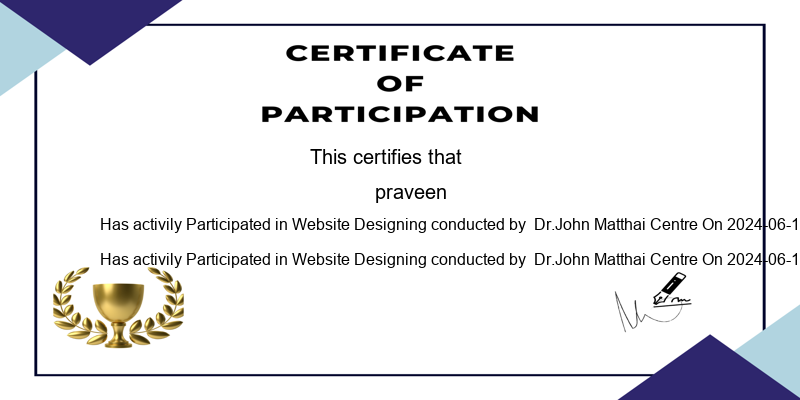 CERTIFICATE
OF
PARTICIPATION
This certifies that
praveen
Has activily Participated in Website Designing conducted by Dr.John Matthai Centre On 2024-06-1
Has activily Participated in Website Designing conducted by Dr.John Matthai Centre On 2024-06-1